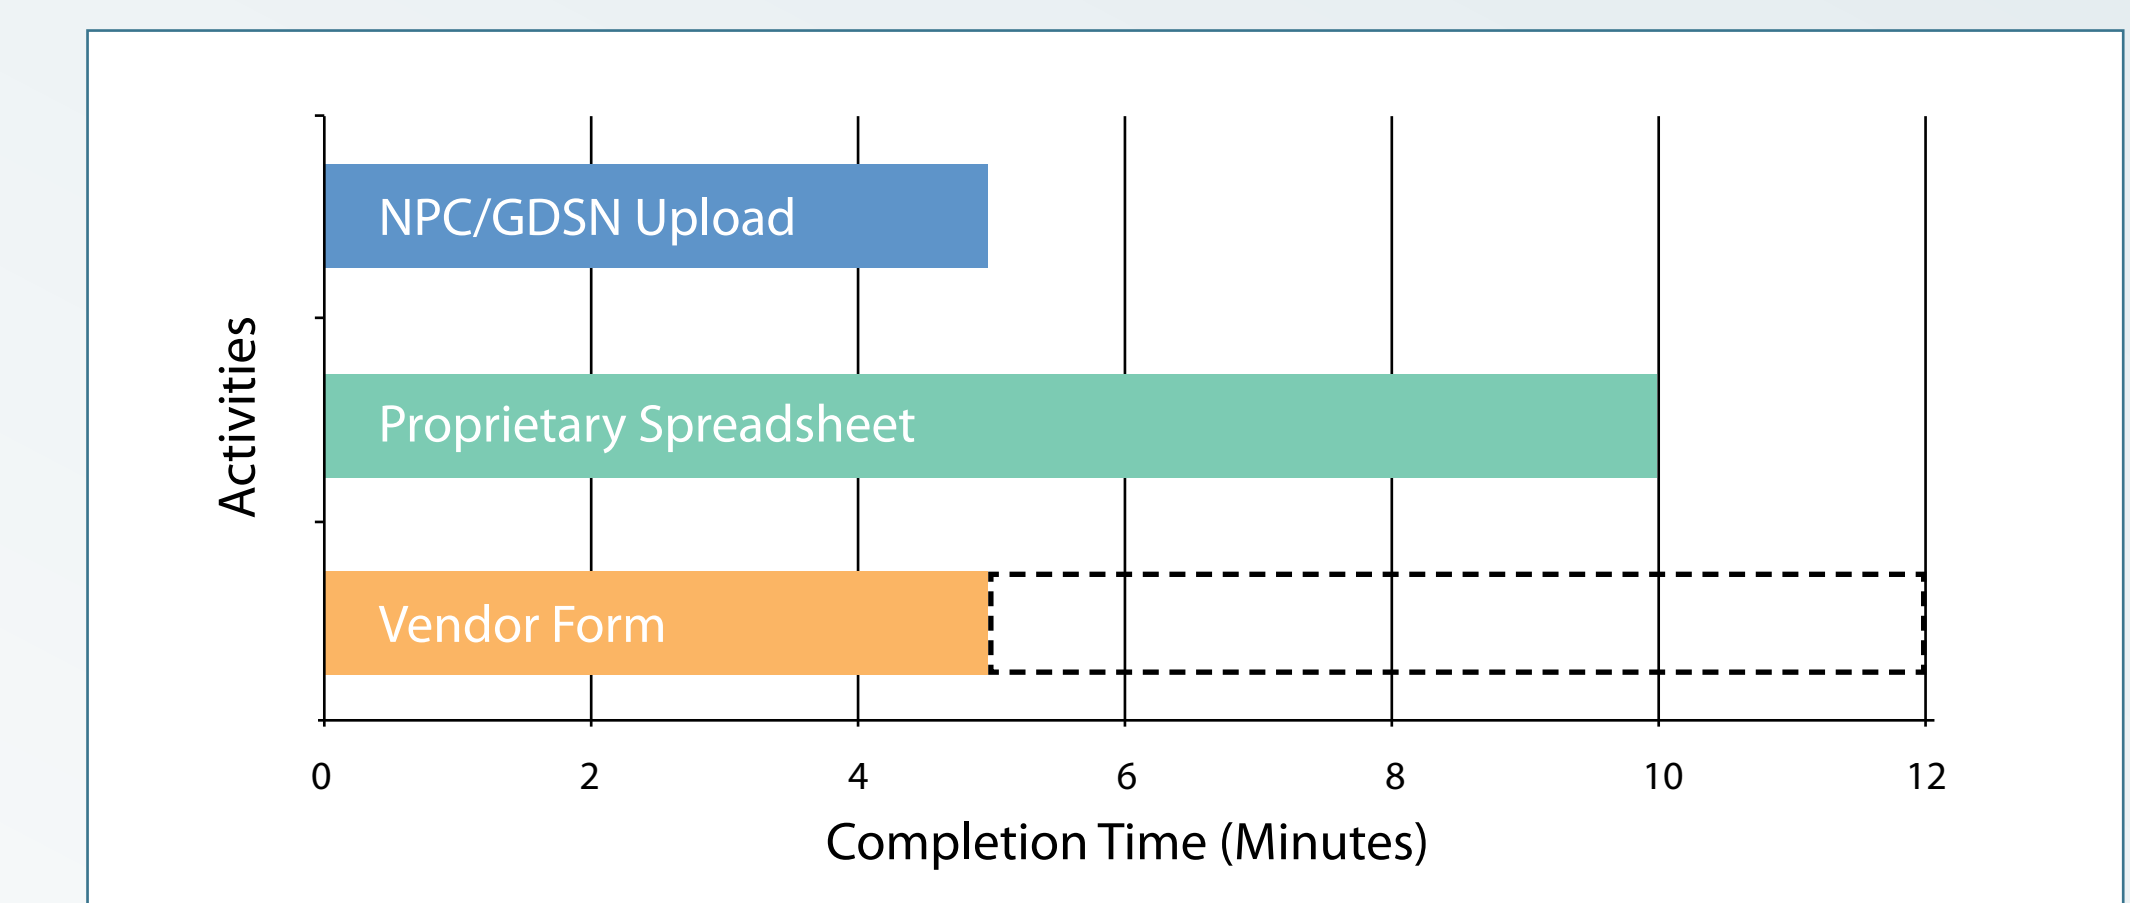 NPC/GDSN Upload
Proprietary Spreadsheet
Vendor Form
Activities
0 2 4 6 8 10 12
Completion Time (Minutes)